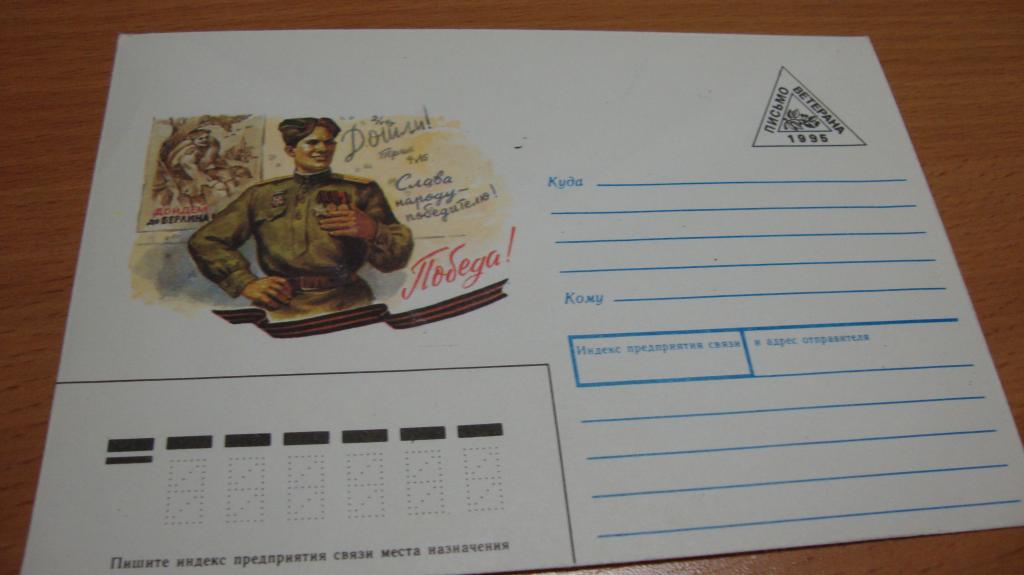 ПИСЬМО
ВЕТЕРАНА
1995
Дошли!
Слава
народу-
победителю!
ДОЙДЕМ
до БЕРЛИНА!
Победа!
Куда
Кому
Индекс предприятия связи и адрес отправителя
Пишите индекс предприятия связи места назначения